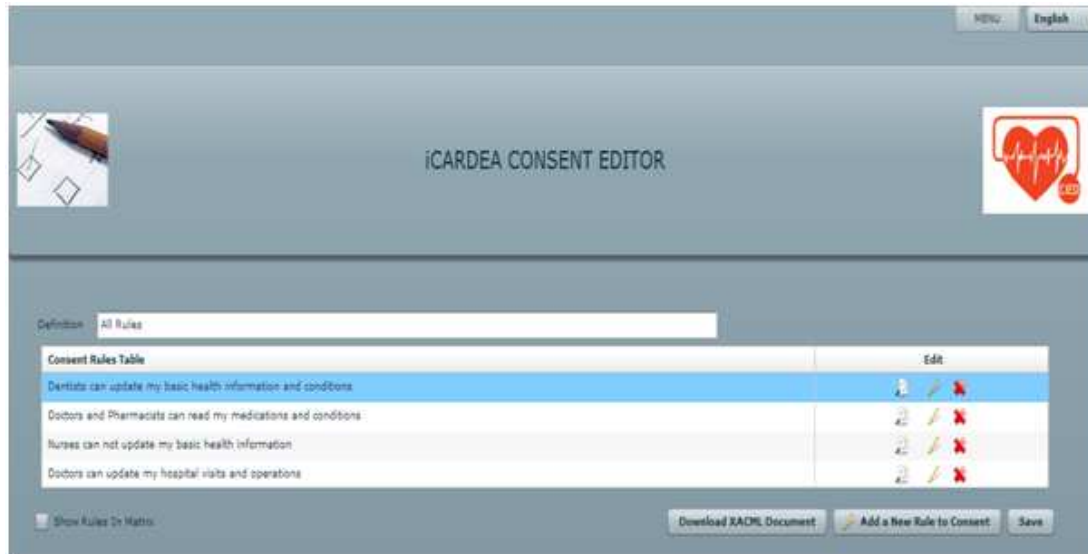 MENU English
iCARDEA CONSENT EDITOR
CIED
Definition All Rules
Consent Rules Table Edit
Dentists can update my basic health information and conditions
Doctors and Pharmacists can read my medications and conditions
Nurses can not update my basic health information
Doctors can update my hospital visits and operations
Show Rules In Matrix Download XACML Document Add a New Rule to Consent Save